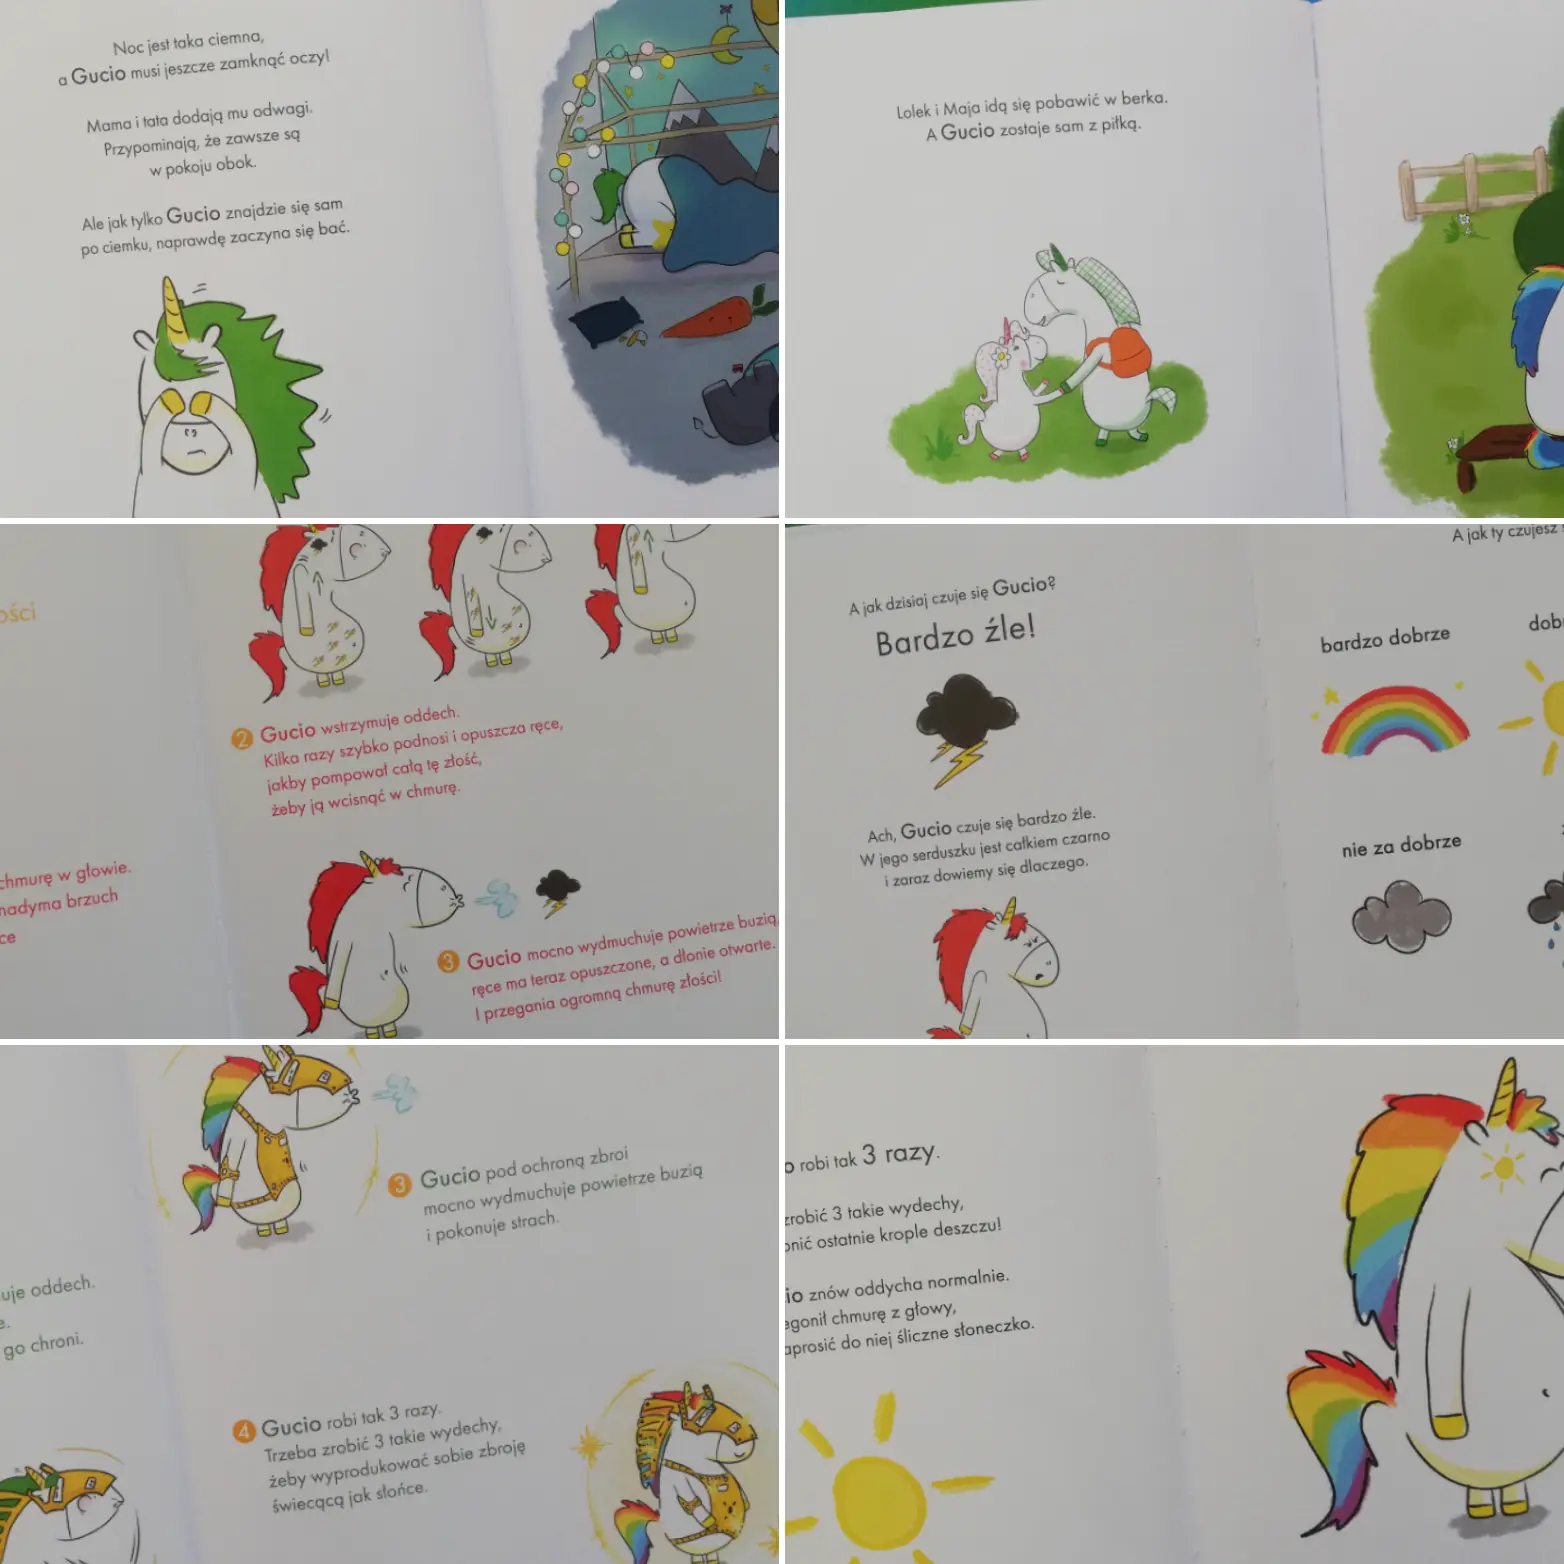 Noc jest taka ciemna,
a Gucio musi jeszcze zamknąć oczy!
Mama i tata dodają mu odwagi.
Przypominają, że zawsze są
w pokoju obok.
Ale jak tylko Gucio znajdzie się sam
po ciemku, naprawdę zaczyna się bać.
Lolek i Maja idą się pobawić w berka.
A Gucio zostaje sam z piłką.
ości
chmurę w głowie.
nadyma brzuch
ce
2 Gucio wstrzymuje oddech.
Kilka razy szybko podnosi i opuszcza ręce,
jakby pompował całą tę złość,
żeby ją wcisnąć w chmurę.
3 Gucio mocno wydmuchuje powietrze buzią,
ręce ma teraz opuszczone, a dłonie otwarte.
I przegania ogromną chmurę złości!
A jak dzisiaj czuje się Gucio?
Bardzo źle!
Ach, Gucio czuje się bardzo źle.
W jego serduszku jest całkiem czarno
i zaraz dowiemy się dlaczego.
A jak ty czujesz
bardzo dobrze
dob
nie za dobrze
uje oddech.
e.
go chroni.
3 Gucio pod ochroną zbroi
mocno wydmuchuje powietrze buzią
i pokonuje strach.
4 Gucio robi tak 3 razy.
Trzeba zrobić 3 takie wydechy,
żeby wyprodukować sobie zbroję
świecącą jak słońce.
o robi tak 3 razy.
zrobić 3 takie wydechy,
onić ostatnie krople deszczu!
io znów oddycha normalnie.
egonił chmurę z głowy,
aprosić do niej śliczne słoneczko.